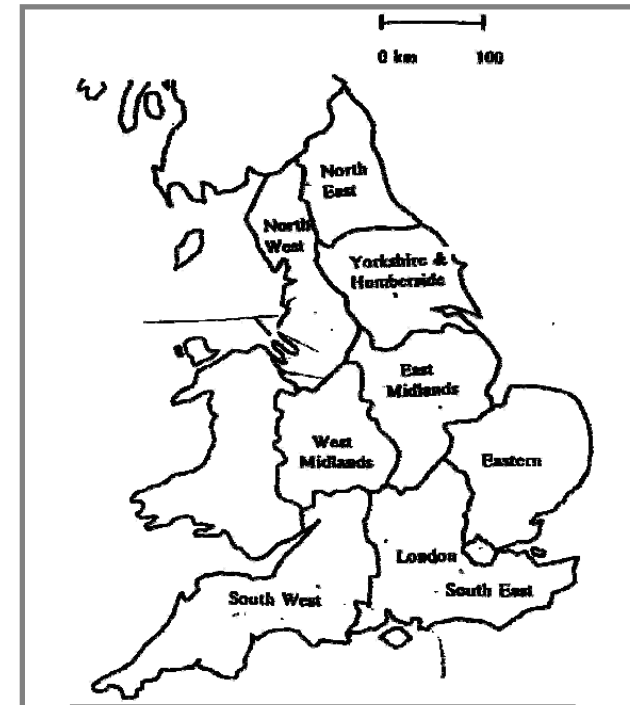 0 km 100
North
East
North
West
Yorkshire &
Humberside
East
Midlands
West
Midlands
Eastern
London
South East
South West